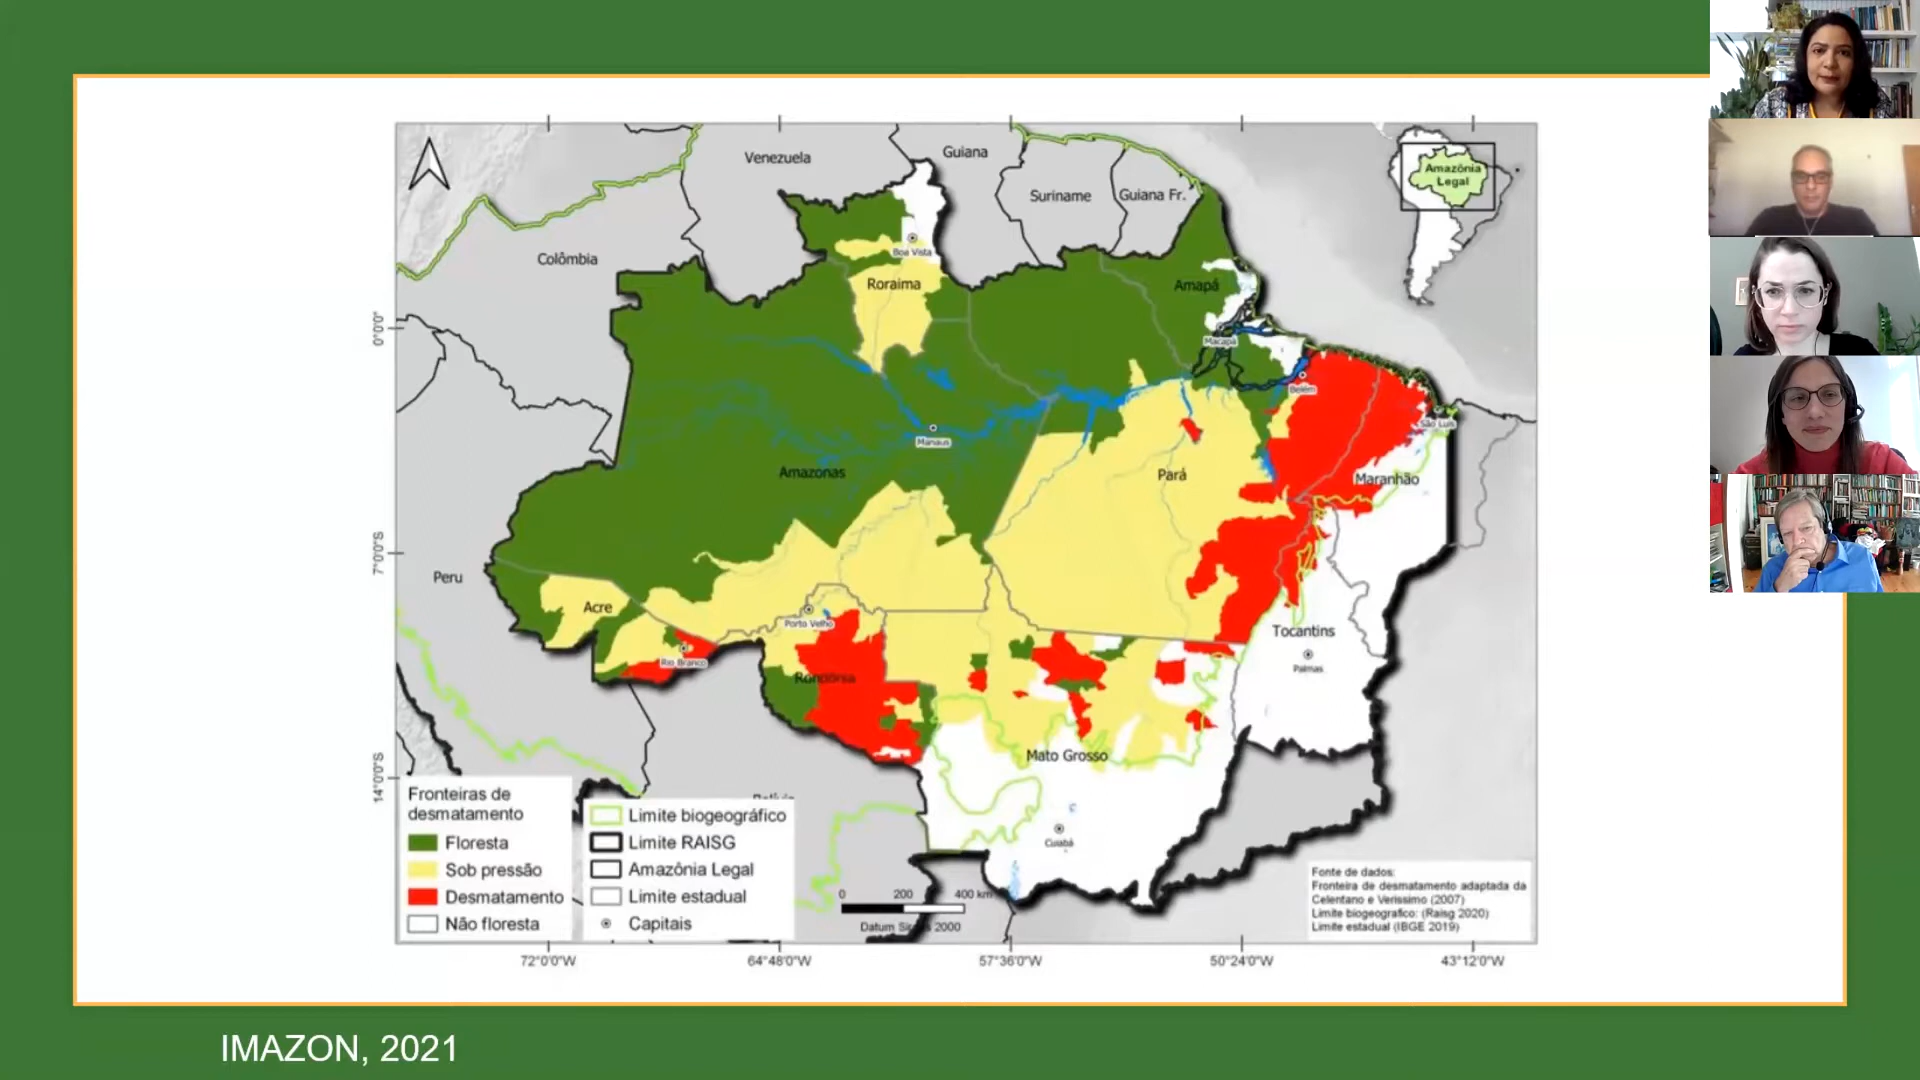 Venezuela
Guiana
Suriname
Guiana Fr.
Colômbia
Amazônia
Legal
Boa Vista
Roraima
Amapá
Macapá
Belém
São Luís
Manaus
Amazonas
Pará
Maranhão
Peru
Acre
Porto Velho
Rio Branco
Rondônia
Tocantins
Palmas
Mato Grosso
Cuiabá
Bolívia
0°0'0"
7°0'0"S
14°0'0"S
Fronteiras de
desmatamento
Floresta
Sob pressão
Desmatamento
Não floresta
Limite biogeográfico
Limite RAISG
Amazônia Legal
Limite estadual
Capitais
0 200 400 km
Datum Sirgas 2000
Fonte de dados:
Fronteira de desmatamento adaptada da
Celentano e Verissimo (2007)
Limite biogeografico: (Raisg 2020)
Limite estadual (IBGE 2019)
72°0'0"W 64°48'0"W 57°36'0"W 50°24'0"W 43°12'0"W
IMAZON, 2021